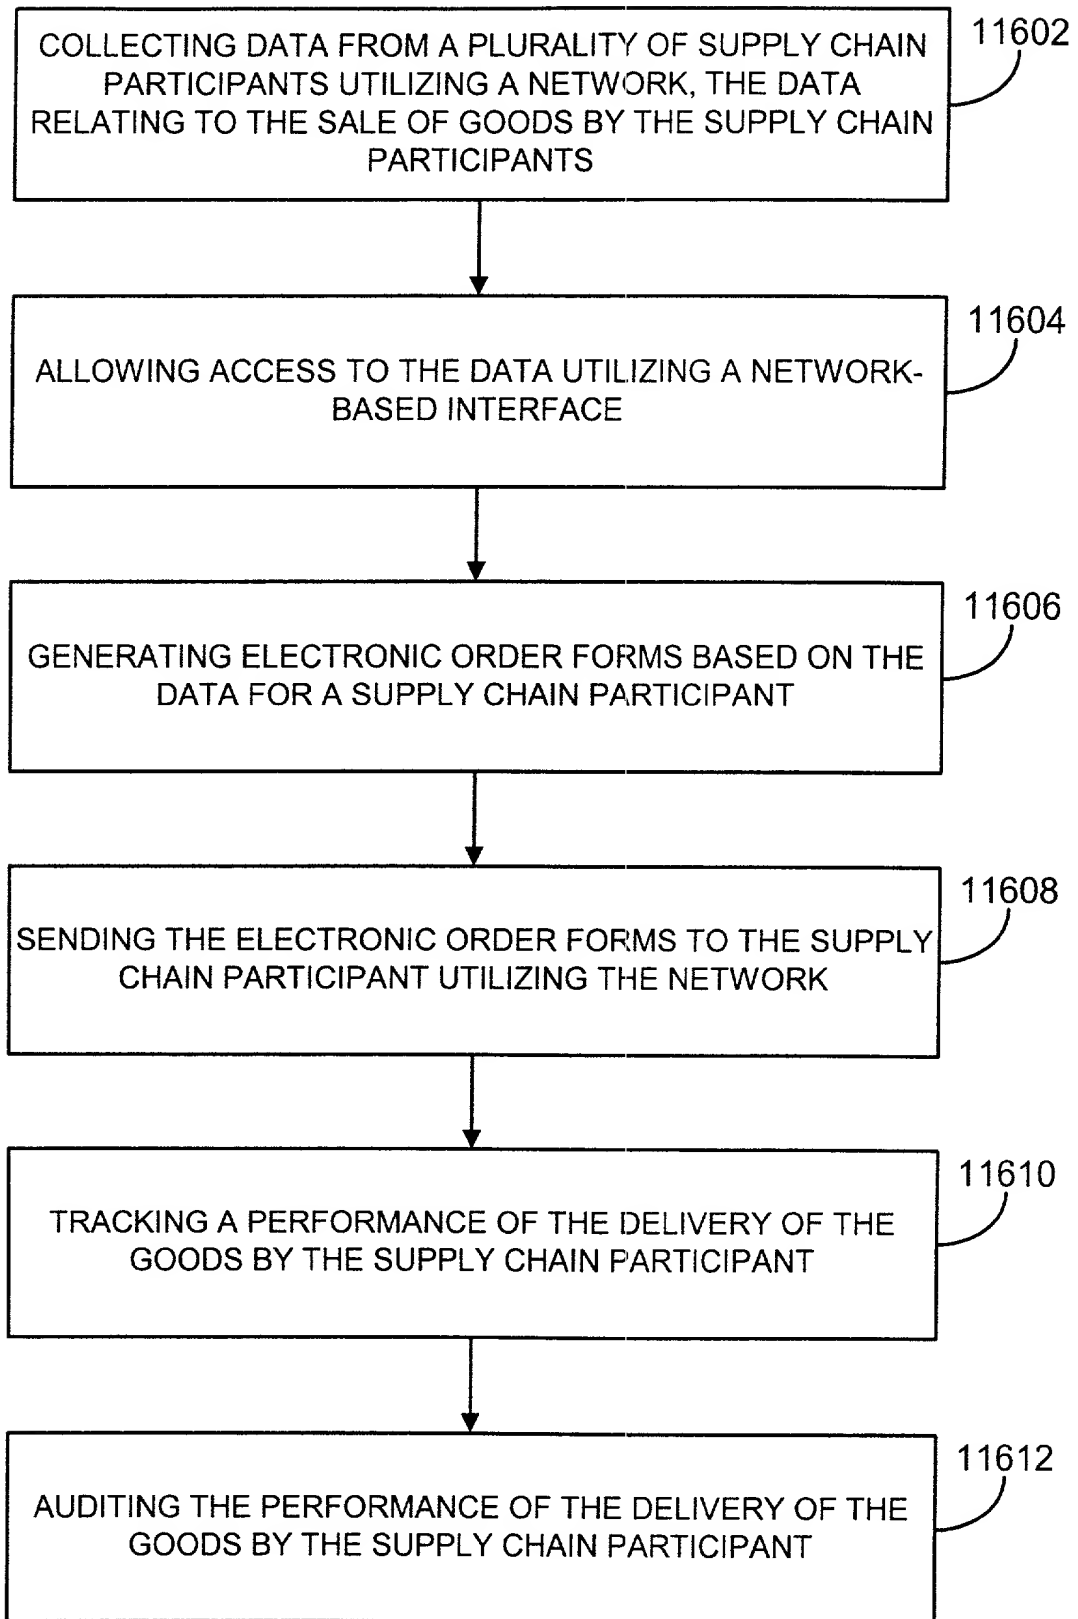 COLLECTING DATA FROM A PLURALITY OF SUPPLY CHAIN
PARTICIPANTS UTILIZING A NETWORK, THE DATA
RELATING TO THE SALE OF GOODS BY THE SUPPLY CHAIN
PARTICIPANTS
11602
ALLOWING ACCESS TO THE DATA UTILIZING A NETWORK-
BASED INTERFACE
11604
GENERATING ELECTRONIC ORDER FORMS BASED ON THE
DATA FOR A SUPPLY CHAIN PARTICIPANT
11606
SENDING THE ELECTRONIC ORDER FORMS TO THE SUPPLY
CHAIN PARTICIPANT UTILIZING THE NETWORK
11608
TRACKING A PERFORMANCE OF THE DELIVERY OF THE
GOODS BY THE SUPPLY CHAIN PARTICIPANT
11610
AUDITING THE PERFORMANCE OF THE DELIVERY OF THE
GOODS BY THE SUPPLY CHAIN PARTICIPANT
11612